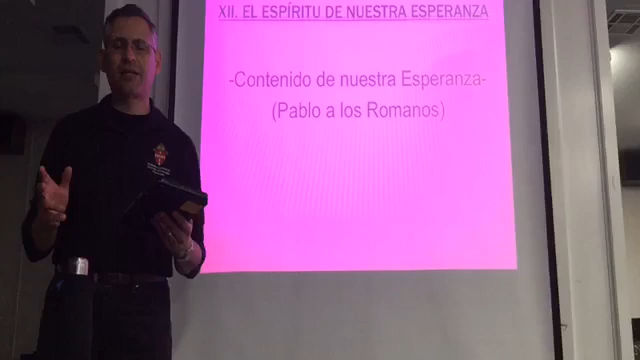 XII. EL ESPÍRITU DE NUESTRA ESPERANZA
-Contenido de nuestra Esperanza-
(Pablo a los Romanos)